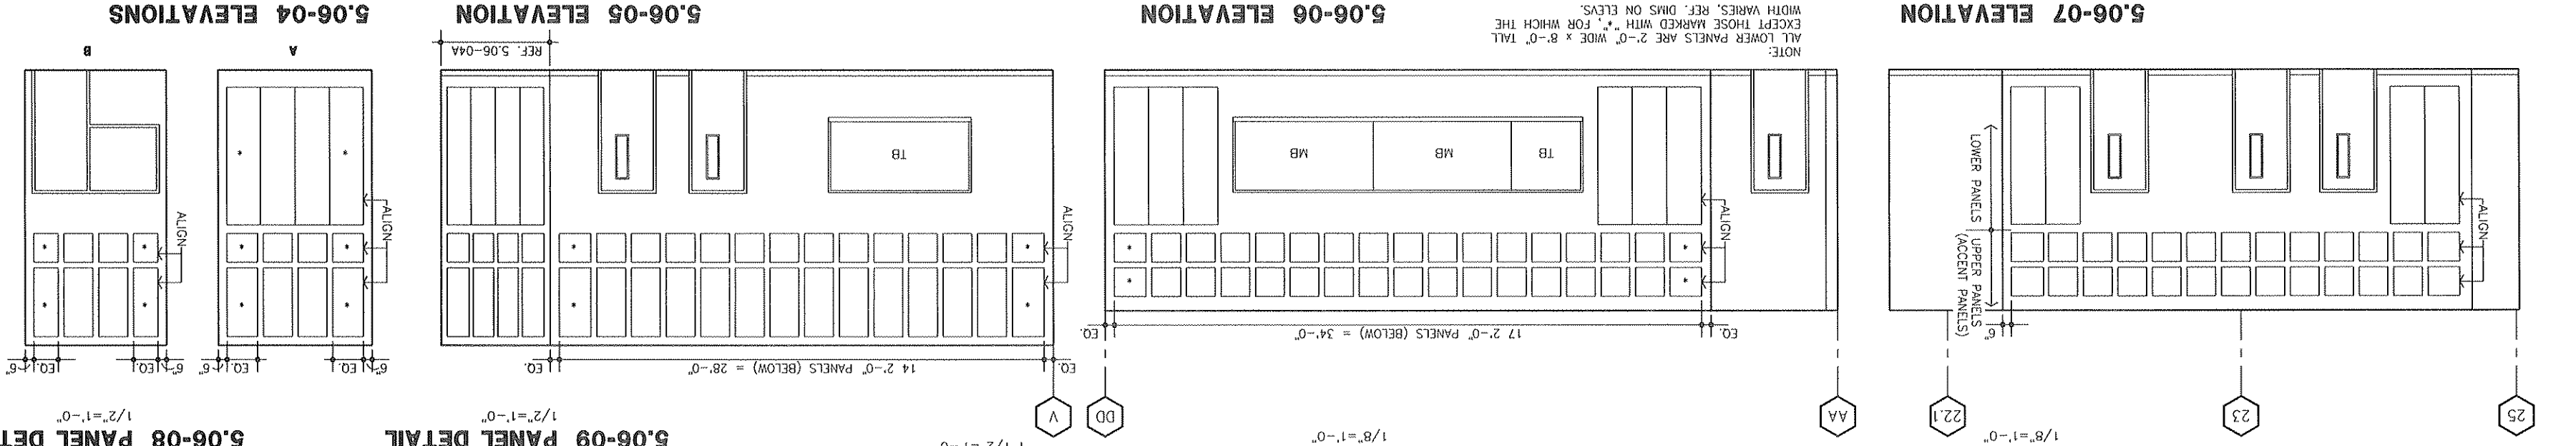 5.06-09 PANEL DETAIL
5.06-08 PANEL DET
1/8"=1'-0"
1/8"=1'-0"
1/2"=1'-0"
1/2"=1'-0"
25
23
22.1
AA
DD
V
6"
EQ.
17 2'-0" PANELS (BELOW) = 34'-0"
EQ.
EQ.
14 2'-0" PANELS (BELOW) = 28'-0"
EQ.
6"
EQ.
EQ.
6"
6"
EQ.
EQ.
6"
UPPER PANELS
(ACCENT PANELS)
LOWER PANELS
ALIGN
ALIGN
ALIGN
ALIGN
ALIGN
* *
* *
* *
* *
* *
* *
* *
* *
* *
TB
MB
MB
TB
NOTE:
ALL LOWER PANELS ARE 2'-0" WIDE x 8'-0" TALL
EXCEPT THOSE MARKED WITH "*", FOR WHICH THE
WIDTH VARIES, REF. DIMS ON ELEVS.
REF. 5.06-04A
A
B
5.06-07 ELEVATION
5.06-06 ELEVATION
5.06-05 ELEVATION
5.06-04 ELEVATIONS